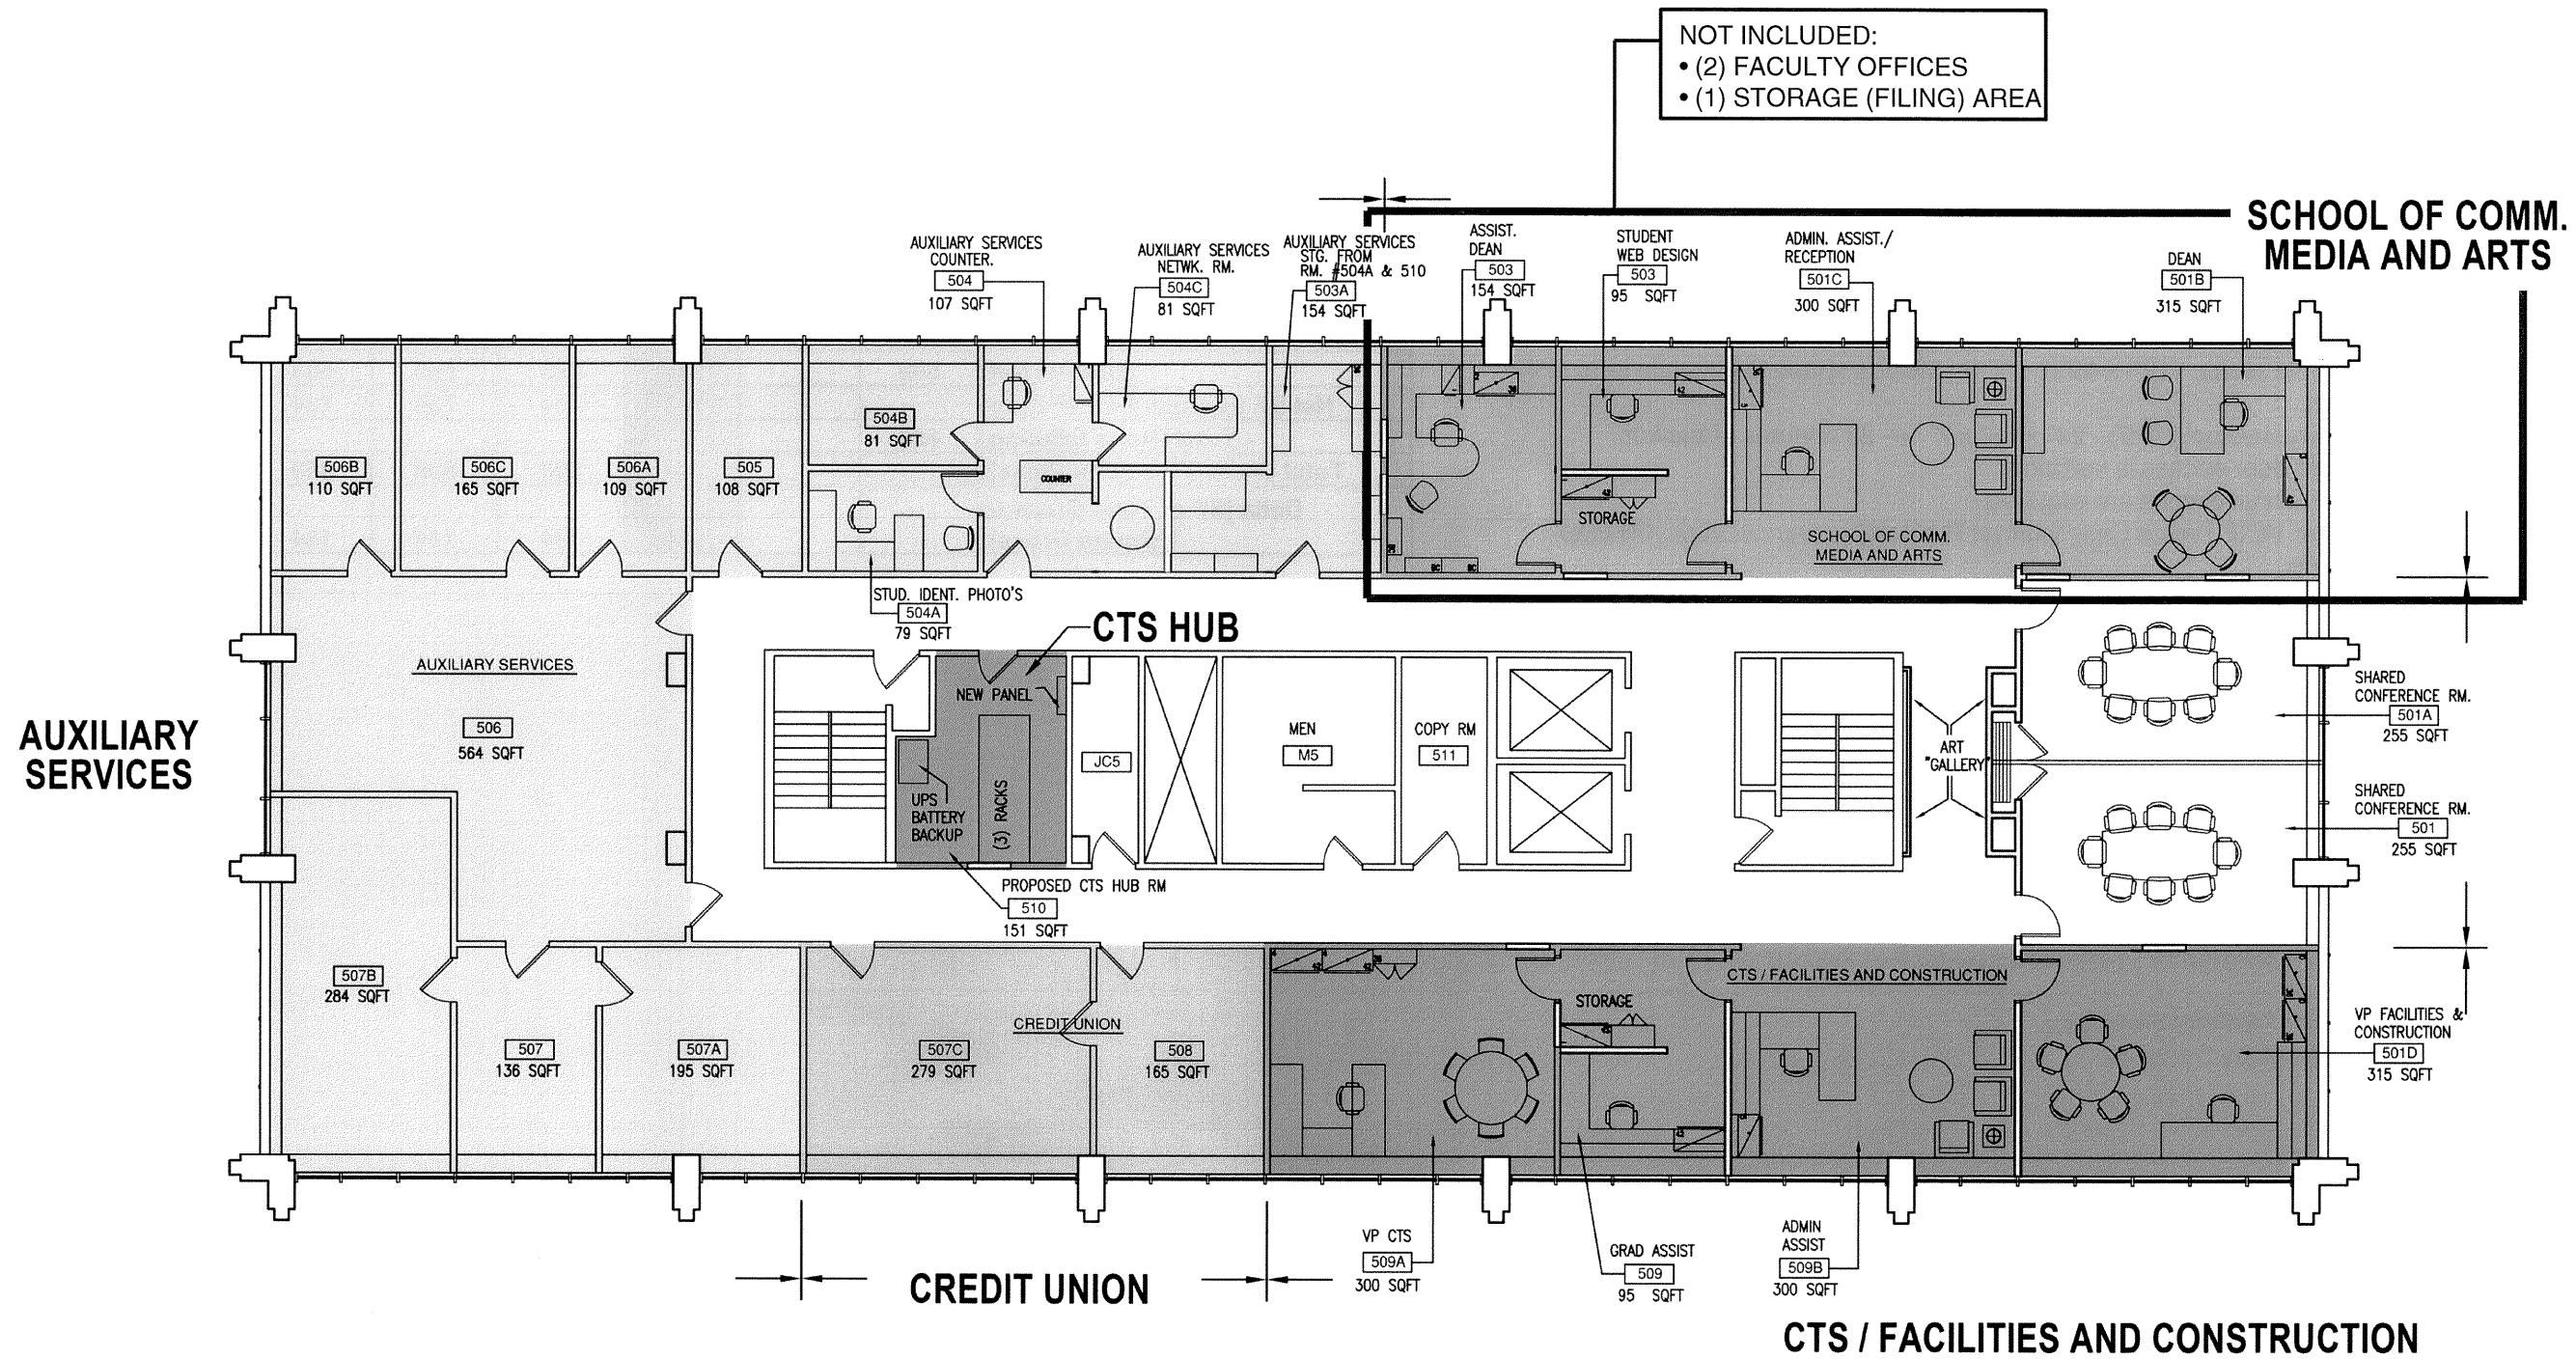 NOT INCLUDED:
• (2) FACULTY OFFICES
• (1) STORAGE (FILING) AREA
SCHOOL OF COMM.
MEDIA AND ARTS
AUXILIARY SERVICES
COUNTER.
504
107 SQFT
AUXILIARY SERVICES
NETWK. RM.
504C
81 SQFT
AUXILIARY SERVICES
STG. FROM
RM. #504A & 510
503A
154 SQFT
ASSIST.
DEAN
503
154 SQFT
STUDENT
WEB DESIGN
503
95 SQFT
ADMIN. ASSIST./
RECEPTION
501C
300 SQFT
DEAN
501B
315 SQFT
506B
110 SQFT
506C
165 SQFT
506A
109 SQFT
505
108 SQFT
504B
81 SQFT
COUNTER
STORAGE
SCHOOL OF COMM.
MEDIA AND ARTS
STUD. IDENT. PHOTO'S
504A
79 SQFT
CTS HUB
AUXILIARY SERVICES
506
564 SQFT
AUXILIARY
SERVICES
NEW PANEL
UPS
BATTERY
BACKUP
(3) RACKS
JC5
MEN
M5
COPY RM
511
ART
"GALLERY"
SHARED
CONFERENCE RM.
501A
255 SQFT
SHARED
CONFERENCE RM.
501
255 SQFT
PROPOSED CTS HUB RM
510
151 SQFT
507B
284 SQFT
507
136 SQFT
507A
195 SQFT
507C
279 SQFT
CREDIT UNION
508
165 SQFT
STORAGE
CTS / FACILITIES AND CONSTRUCTION
VP FACILITIES &
CONSTRUCTION
501D
315 SQFT
VP CTS
509A
300 SQFT
GRAD ASSIST
509
95 SQFT
ADMIN
ASSIST
509B
300 SQFT
CREDIT UNION
CTS / FACILITIES AND CONSTRUCTION